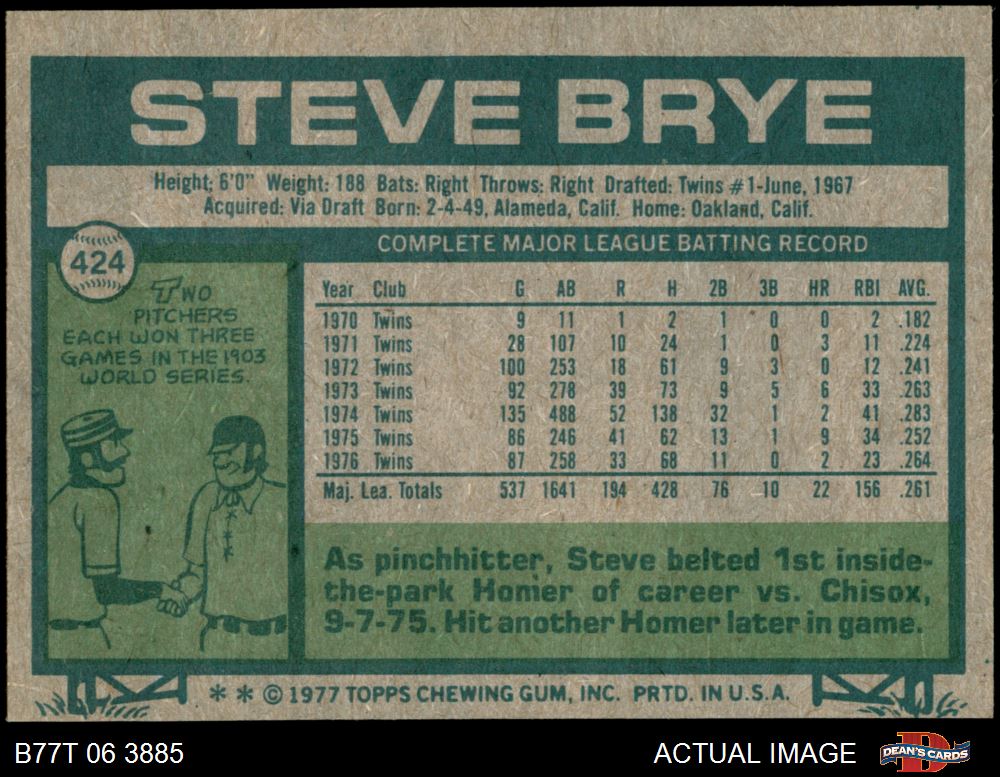 STEVE BRYE
Height: 6'0" Weight: 188 Bats: Right Throws: Right Drafted: Twins #1-June, 1967
Acquired: Via Draft Born: 2-4-49, Alameda, Calif. Home: Oakland, Calif.
424
TWO
PITCHERS
EACH WON THREE
GAMES IN THE 1903
WORLD SERIES.
COMPLETE MAJOR LEAGUE BATTING RECORD
Year Club G AB R H 2B 3B HR RBI AVG.
1970 Twins 9 11 1 2 1 0 0 2 .182
1971 Twins 28 107 10 24 1 0 3 11 .224
1972 Twins 100 253 18 61 9 3 0 12 .241
1973 Twins 92 278 39 73 9 5 6 33 .263
1974 Twins 135 488 52 138 32 1 2 41 .283
1975 Twins 86 246 41 62 13 1 9 34 .252
1976 Twins 87 258 33 68 11 0 2 23 .264
Maj. Lea. Totals 537 1641 194 428 76 10 22 156 .261
As pinchhitter, Steve belted 1st inside-
the-park Homer of career vs. Chisox,
9-7-75. Hit another Homer later in game.
* * © 1977 TOPPS CHEWING GUM, INC. PRTD. IN U.S.A.
B77T 06 3885
ACTUAL IMAGE
DEAN'S CARDS